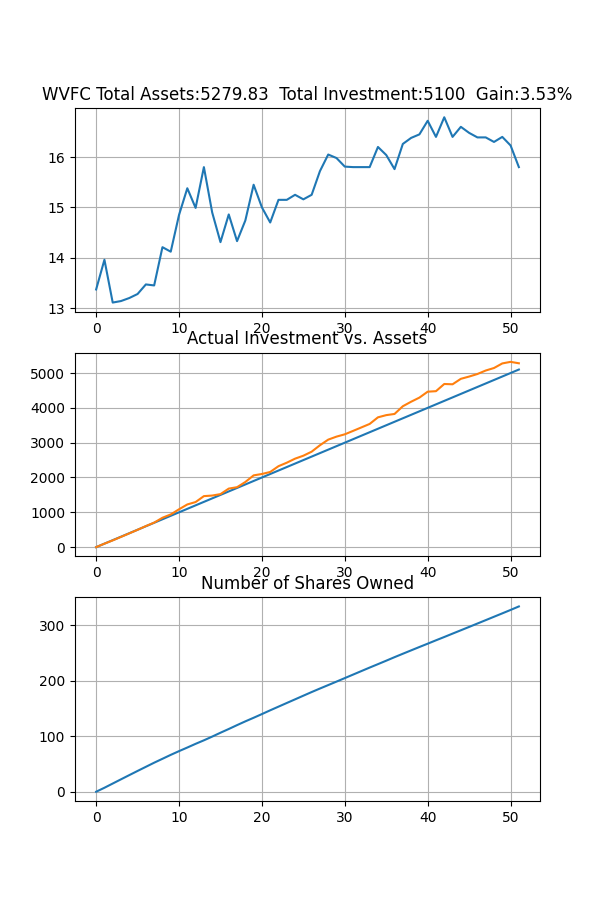 WVFC Total Assets:5279.83  Total Investment:5100  Gain:3.53%
16
15
14
13
0 10 20 30 40 50
Actual Investment vs. Assets
5000
4000
3000
2000
1000
0
0 10 20 30 40 50
Number of Shares Owned
300
200
100
0
0 10 20 30 40 50